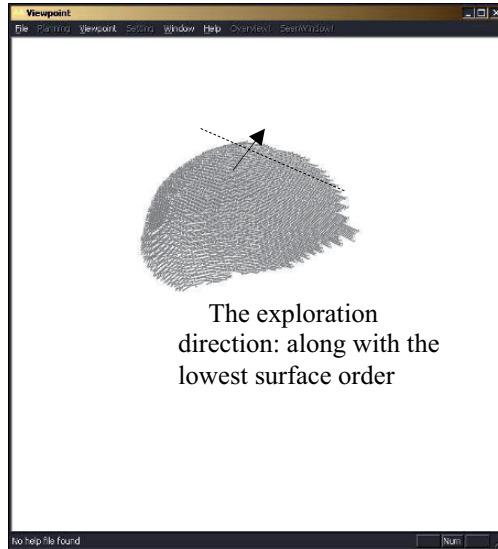 Viewpoint
File Planning Viewpoint Setting Window Help Overview! SeenWindow!
The exploration
direction: along with the
lowest surface order
No help file found
Num